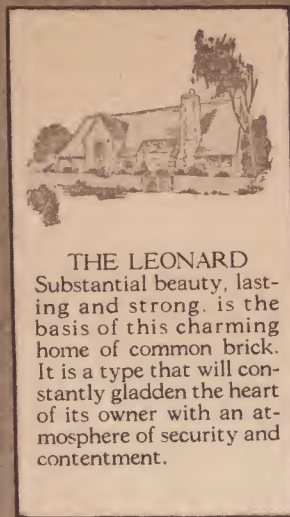 THE LEONARD
Substantial beauty, last-
ing and strong. is the
basis of this charming
home of common brick.
It is a type that will con-
stantly gladden the heart
of its owner with an at-
mosphere of security and
contentment.